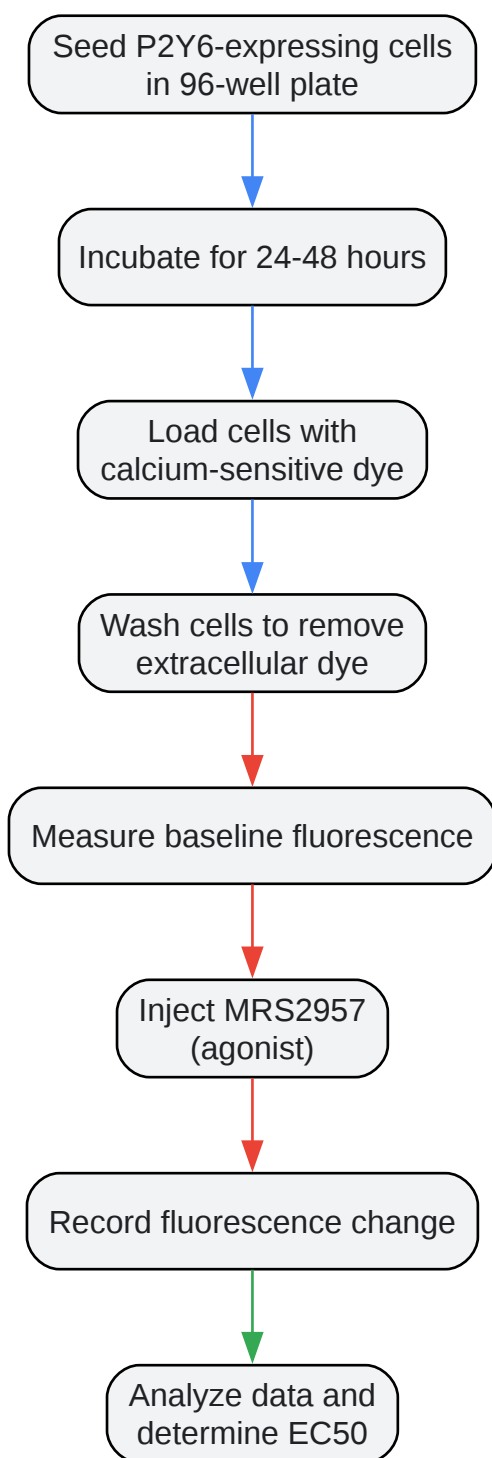 Seed P2Y6-expressing cells
in 96-well plate
Incubate for 24-48 hours
Load cells with
calcium-sensitive dye
Wash cells to remove
extracellular dye
Measure baseline fluorescence
Inject MRS2957
(agonist)
Record fluorescence change
Analyze data and
determine EC50